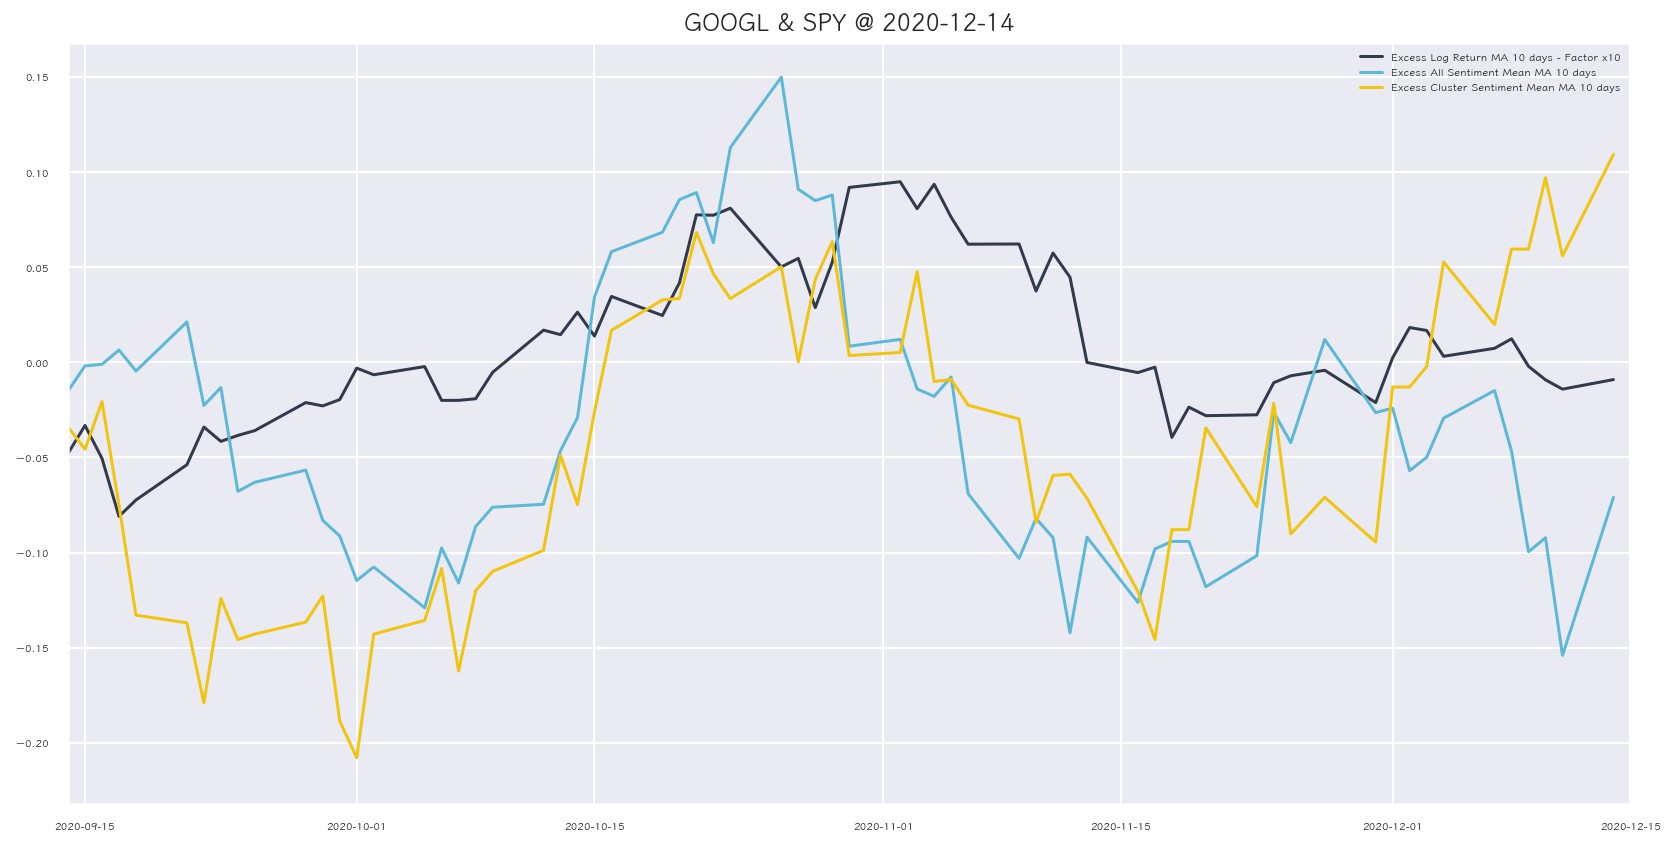 GOOGL & SPY @ 2020-12-14
Excess Log Return MA 10 days - Factor x10
Excess All Sentiment Mean MA 10 days
Excess Cluster Sentiment Mean MA 10 days
0.15
0.10
0.05
0.00
−0.05
−0.10
−0.15
−0.20
2020-09-15 2020-10-01 2020-10-15 2020-11-01 2020-11-15 2020-12-01 2020-12-15